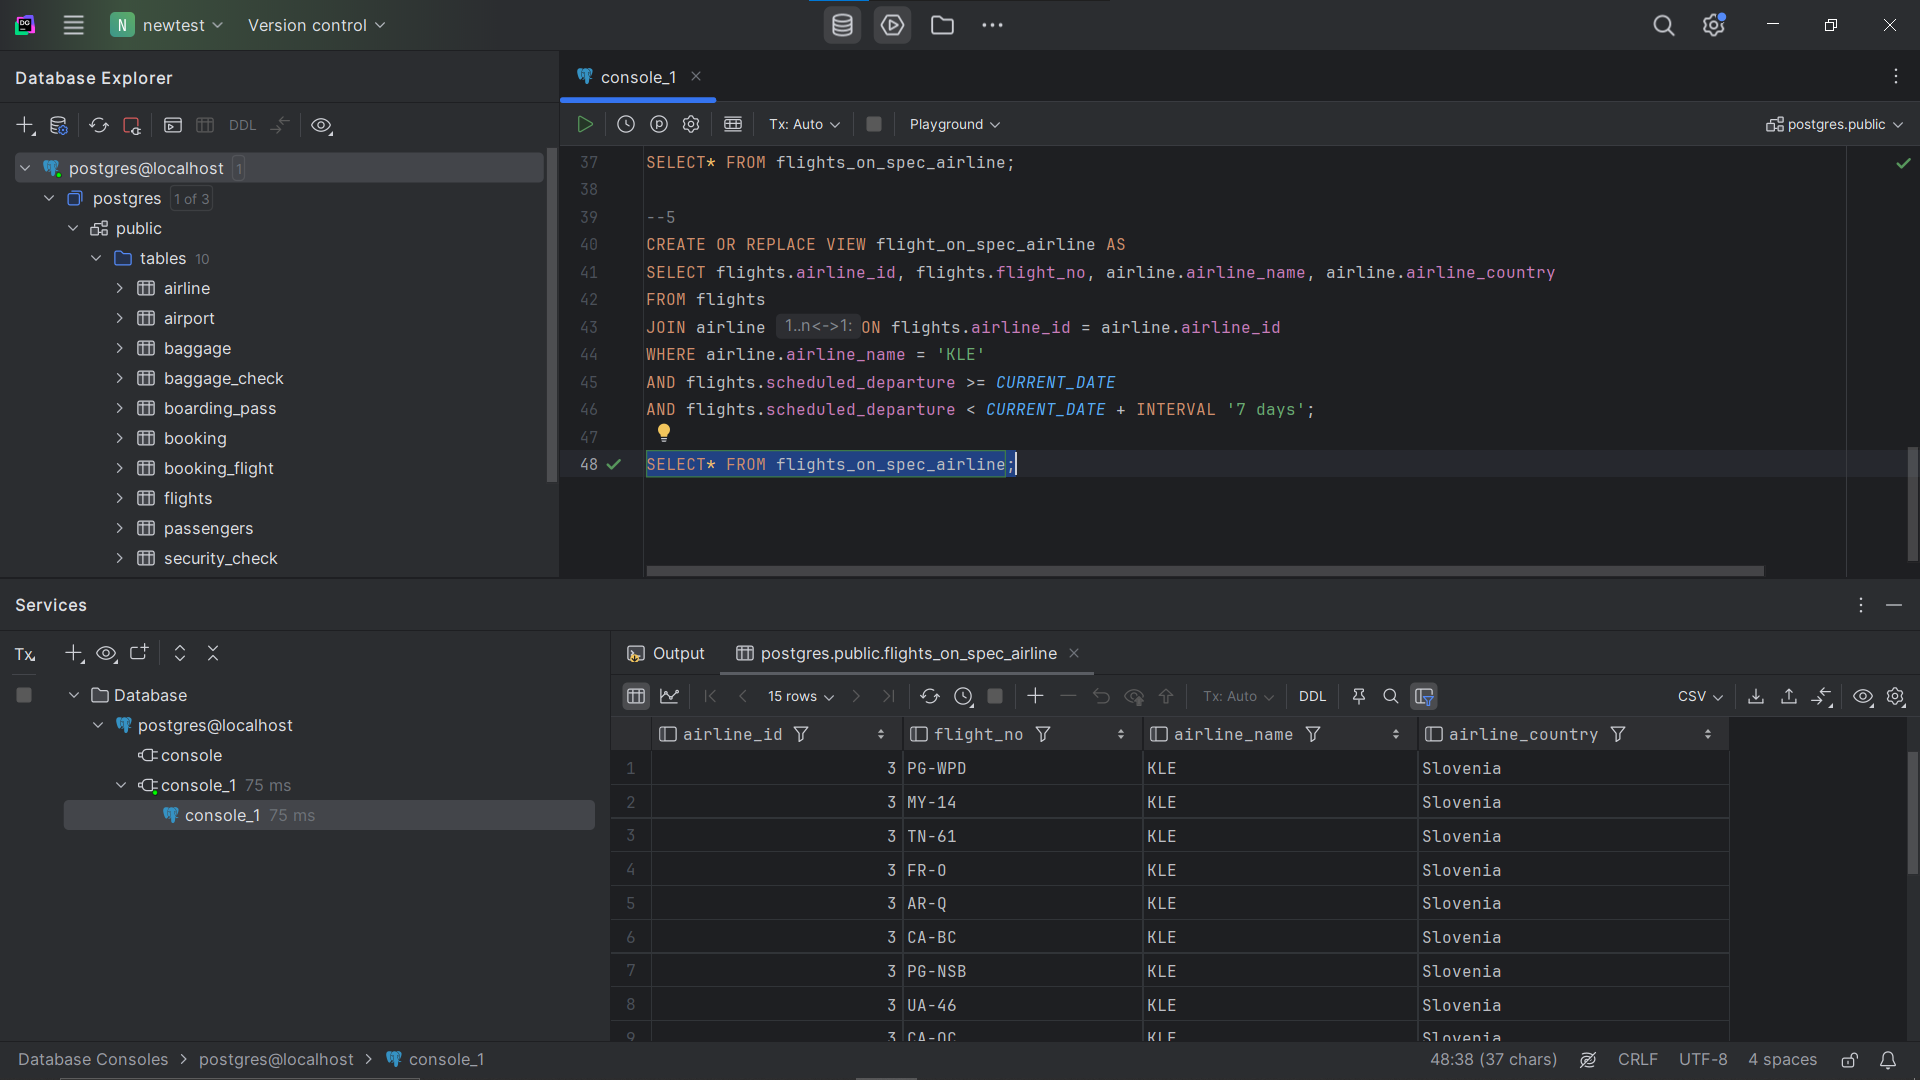 N newtest Version control
Database Explorer
console_1
DDL
Tx: Auto Playground postgres.public
postgres@localhost 1
postgres 1 of 3
public
tables 10
airline
airport
baggage
baggage_check
boarding_pass
booking
booking_flight
flights
passengers
security_check
37 SELECT* FROM flights_on_spec_airline;
38
39 --5
40 CREATE OR REPLACE VIEW flight_on_spec_airline AS
41 SELECT flights.airline_id, flights.flight_no, airline.airline_name, airline.airline_country
42 FROM flights
43 JOIN airline 1..n<->1: ON flights.airline_id = airline.airline_id
44 WHERE airline.airline_name = 'KLE'
45 AND flights.scheduled_departure >= CURRENT_DATE
46 AND flights.scheduled_departure < CURRENT_DATE + INTERVAL '7 days';
47
48 SELECT* FROM flights_on_spec_airline;
Services
Tx
Database
postgres@localhost
console
console_1 75 ms
console_1 75 ms
Output postgres.public.flights_on_spec_airline
15 rows Tx: Auto DDL CSV
airline_id flight_no airline_name airline_country
1 3 PG-WPD KLE Slovenia
2 3 MY-14 KLE Slovenia
3 3 TN-61 KLE Slovenia
4 3 FR-O KLE Slovenia
5 3 AR-Q KLE Slovenia
6 3 CA-BC KLE Slovenia
7 3 PG-NSB KLE Slovenia
8 3 UA-46 KLE Slovenia
9 3 CA-QC KLE Slovenia
Database Consoles > postgres@localhost > console_1
48:38 (37 chars) CRLF UTF-8 4 spaces